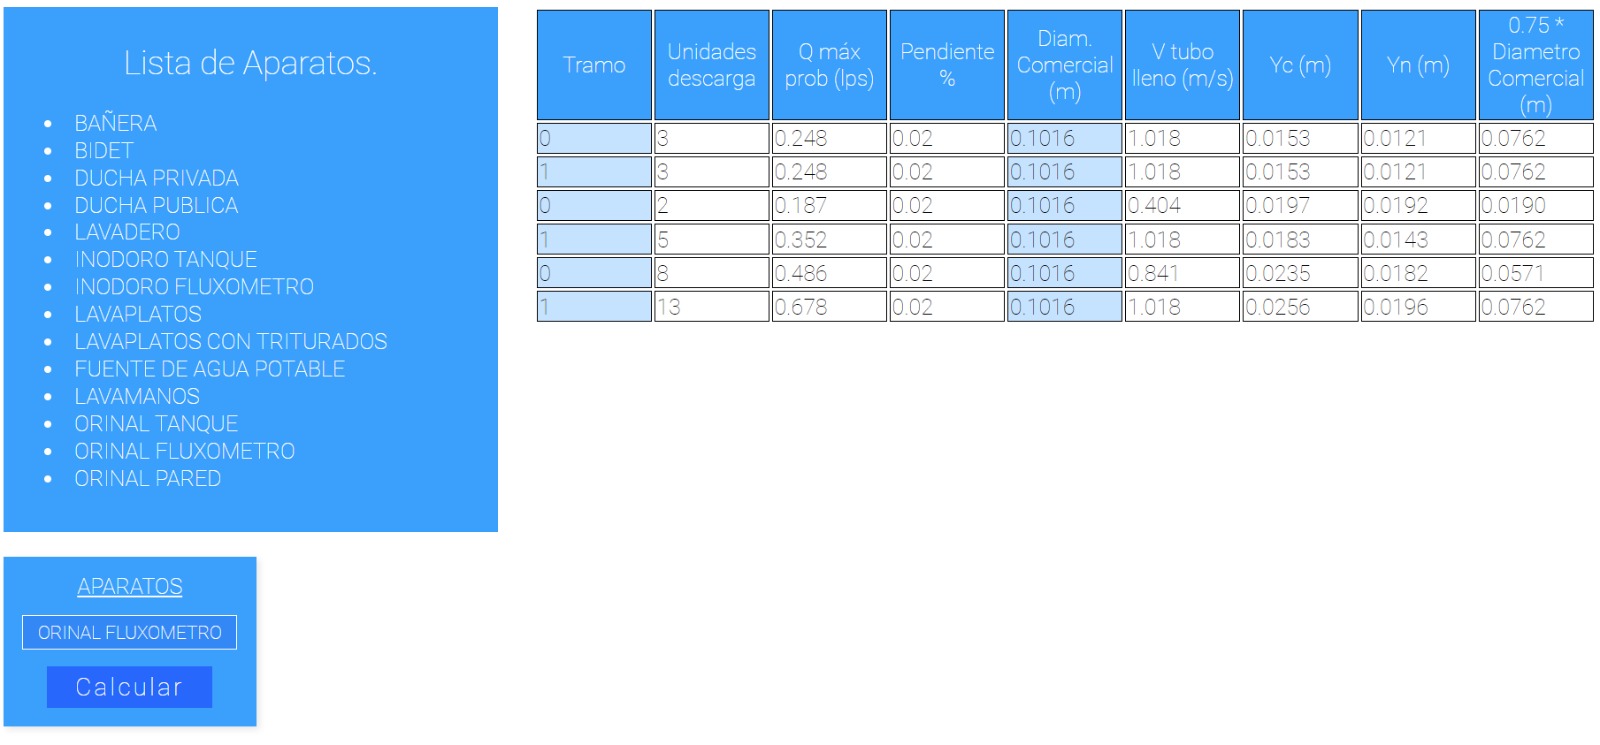 Lista de Aparatos.
BAÑERA
BIDET
DUCHA PRIVADA
DUCHA PUBLICA
LAVADERO
INODORO TANQUE
INODORO FLUXOMETRO
LAVAPLATOS
LAVAPLATOS CON TRITURADOS
FUENTE DE AGUA POTABLE
LAVAMANOS
ORINAL TANQUE
ORINAL FLUXOMETRO
ORINAL PARED
APARATOS
ORINAL FLUXOMETRO
Calcular
Tramo
Unidades
descarga
Q máx
prob (lps)
Pendiente
%
Diam.
Comercial
(m)
V tubo
lleno (m/s)
Yc (m)
Yn (m)
0.75 *
Diametro
Comercial
(m)
0 3 0.248 0.02 0.1016 1.018 0.0153 0.0121 0.0762
1 3 0.248 0.02 0.1016 1.018 0.0153 0.0121 0.0762
0 2 0.187 0.02 0.1016 0.404 0.0197 0.0192 0.0190
1 5 0.352 0.02 0.1016 1.018 0.0183 0.0143 0.0762
0 8 0.486 0.02 0.1016 0.841 0.0235 0.0182 0.0571
1 13 0.678 0.02 0.1016 1.018 0.0256 0.0196 0.0762